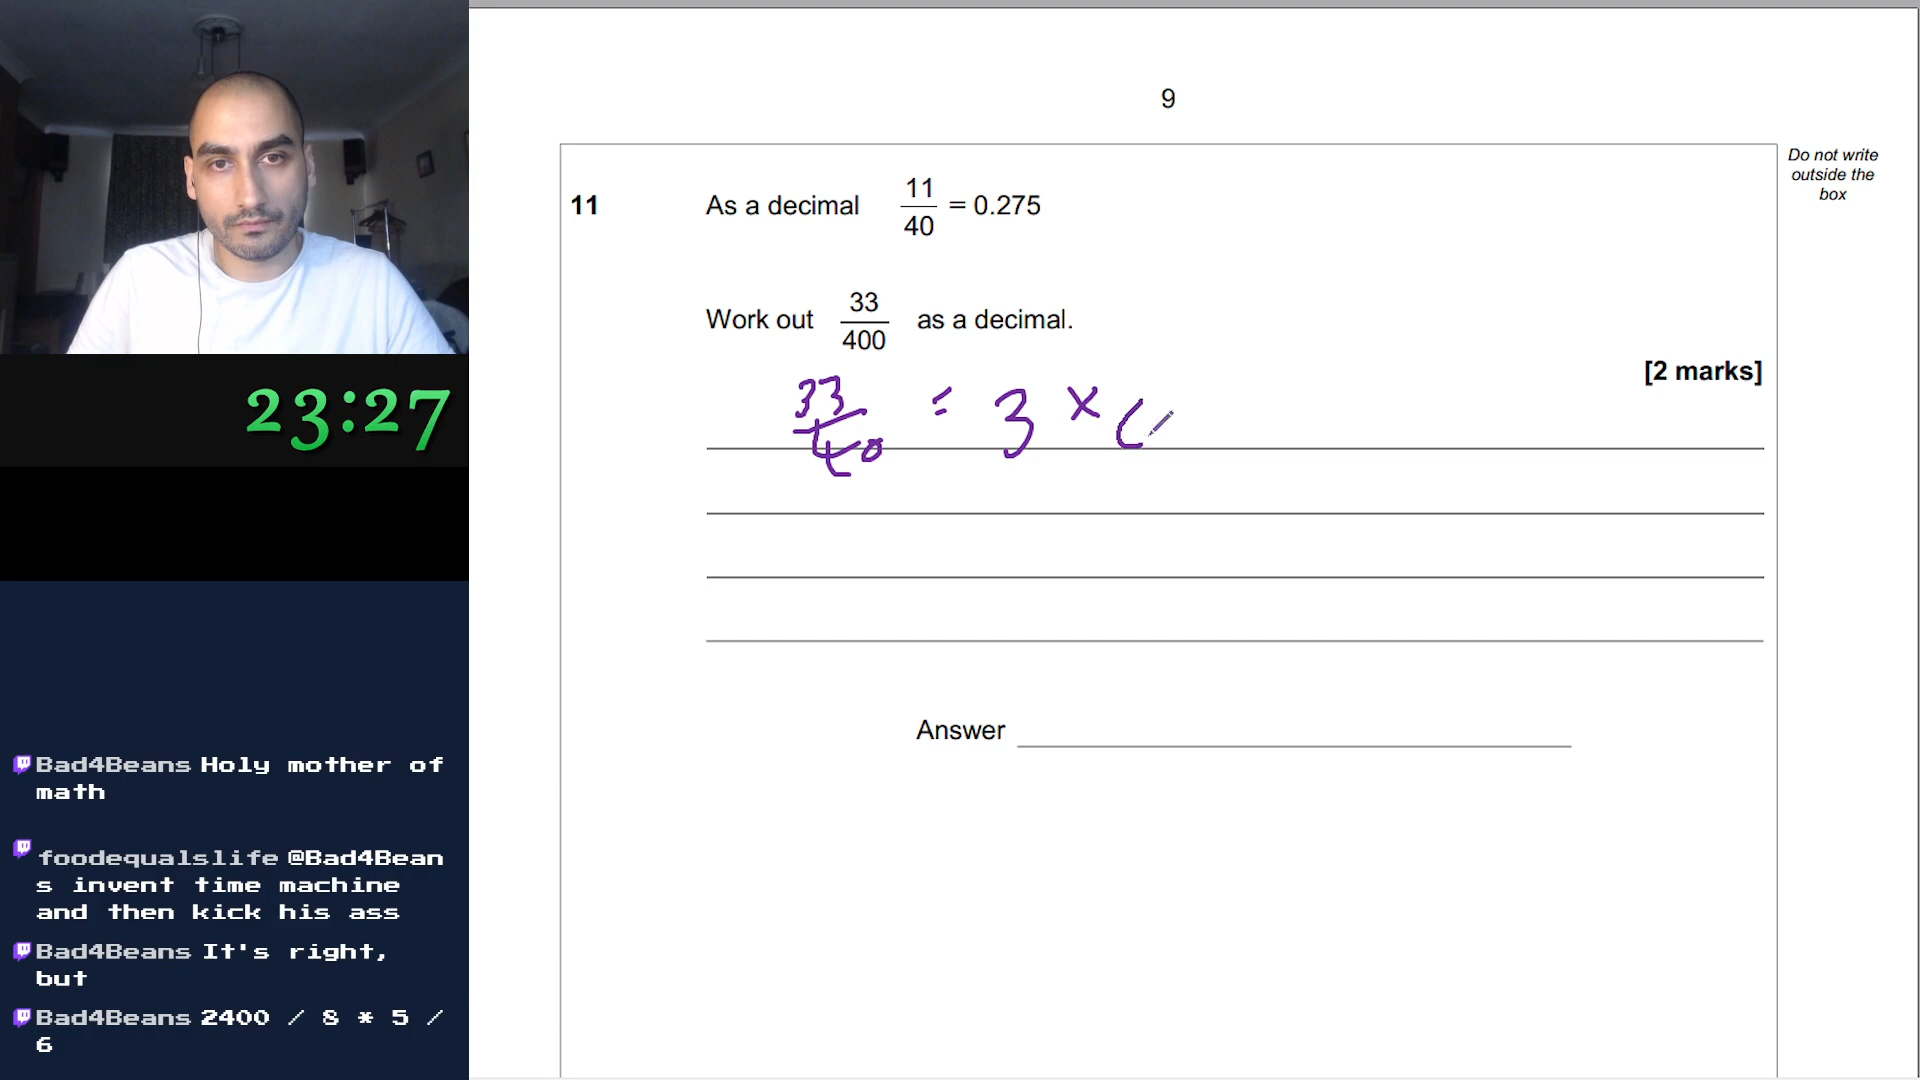 9
Do not write
outside the
box
11 As a decimal 11/40 = 0.275
Work out 33/400 as a decimal.
[2 marks]
33/40 = 3 × 0
Answer
23:27
Bad4Beans Holy mother of
math
foodequalslife @Bad4Bean
s invent time machine
and then kick his ass
Bad4Beans It's right,
but
Bad4Beans 2400 / 8 * 5 /
6